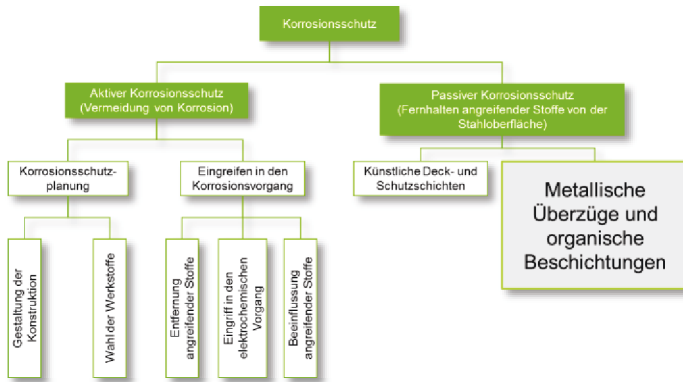 Korrosionsschutz
Aktiver Korrosionsschutz
(Vermeidung von Korrosion)
Passiver Korrosionsschutz
(Fernhalten angreifender Stoffe von der
Stahloberfläche)
Korrosionsschutz-
planung
Eingreifen in den
Korrosionsvorgang
Künstliche Deck- und
Schutzschichten
Metallische
Überzüge und
organische
Beschichtungen
Gestaltung der
Konstruktion
Wahl der Werkstoffe
Entfernung
angreifender Stoffe
Eingriff in den
elektrochemischen
Vorgang
Beeinflussung
angreifender Stoffe